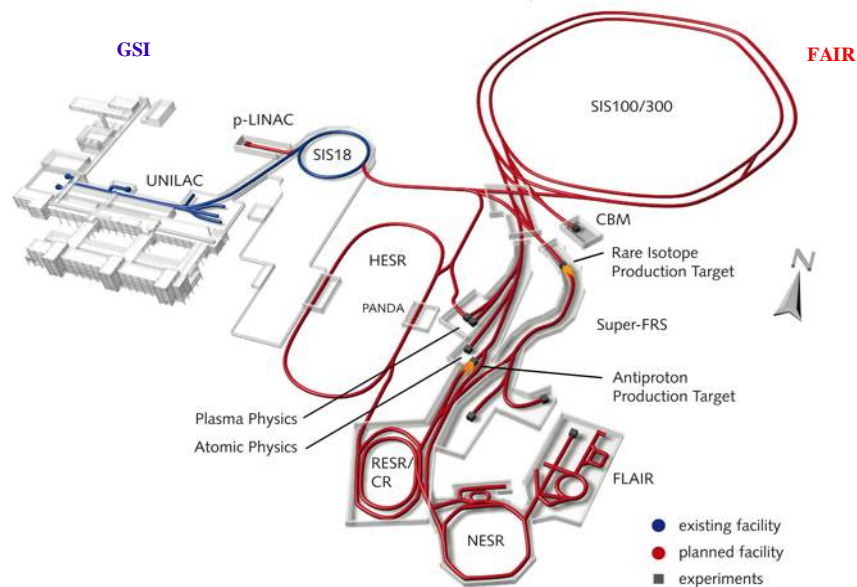 GSI
FAIR
p-LINAC
SIS100/300
SIS18
UNILAC
CBM
HESR
Rare Isotope
Production Target
N
PANDA
Super-FRS
Antiproton
Production Target
Plasma Physics
Atomic Physics
RESR/
CR
FLAIR
NESR
existing facility
planned facility
experiments